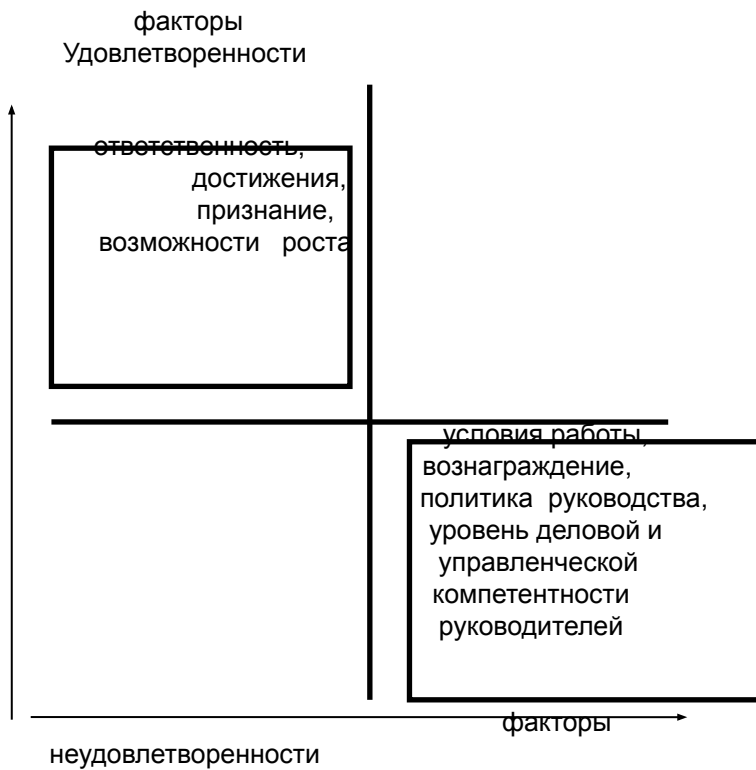 факторы
Удовлетворенности
ответственность,
достижения,
признание,
возможности роста
условия работы,
вознаграждение,
политика руководства,
уровень деловой и
управленческой
компетентности
руководителей
факторы
неудовлетворенности